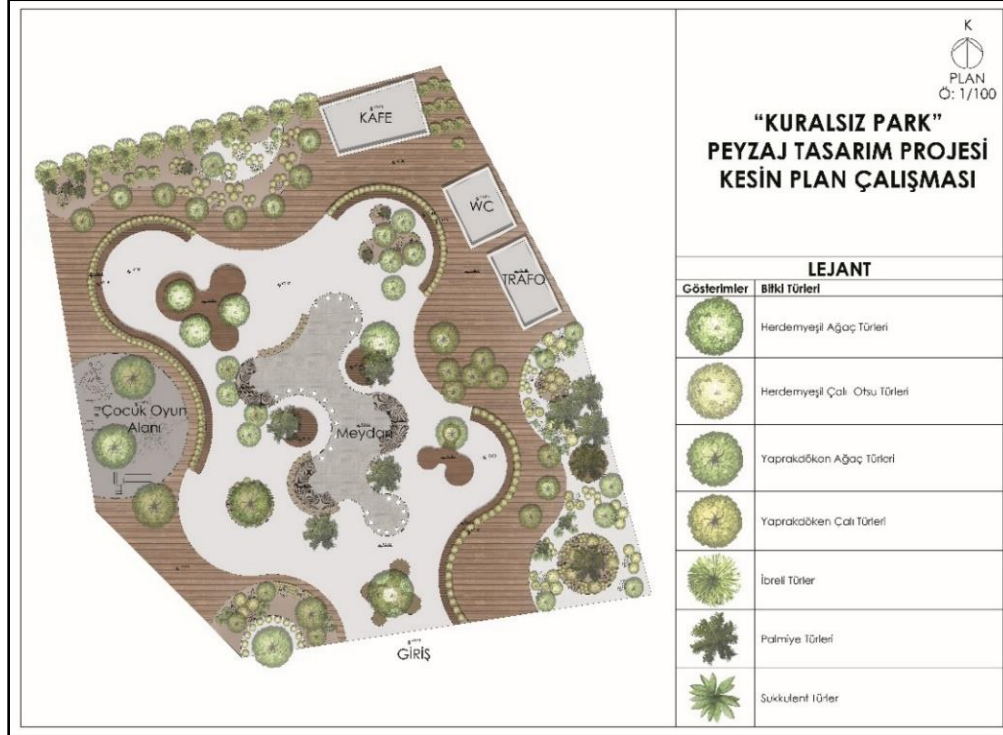 K
PLAN
Ö: 1/100
“KURALSIZ PARK”
PEYZAJ TASARIM PROJESİ
KESİN PLAN ÇALIŞMASI
LEJANT
Gösterimler Bitki Türleri
Herdemyeşil Ağaç Türleri
Herdemyeşil Çalı Otsu Türleri
Yaprakdöken Ağaç Türleri
Yaprakdöken Çalı Türleri
İbreli Türler
Palmiye Türleri
Sukkulent Türler
KAFE
WC
TRAFO
Çocuk Oyun
Alanı
Meydan
GİRİŞ